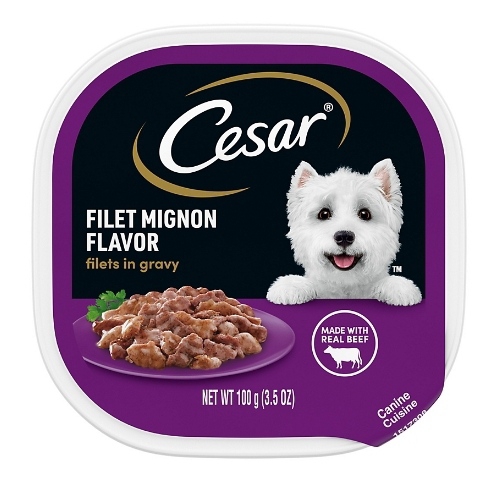 Cesar®
FILET MIGNON
FLAVOR
filets in gravy
TM
MADE WITH
REAL BEEF
NET WT 100 g (3.5 OZ)
Canine
Cuisine